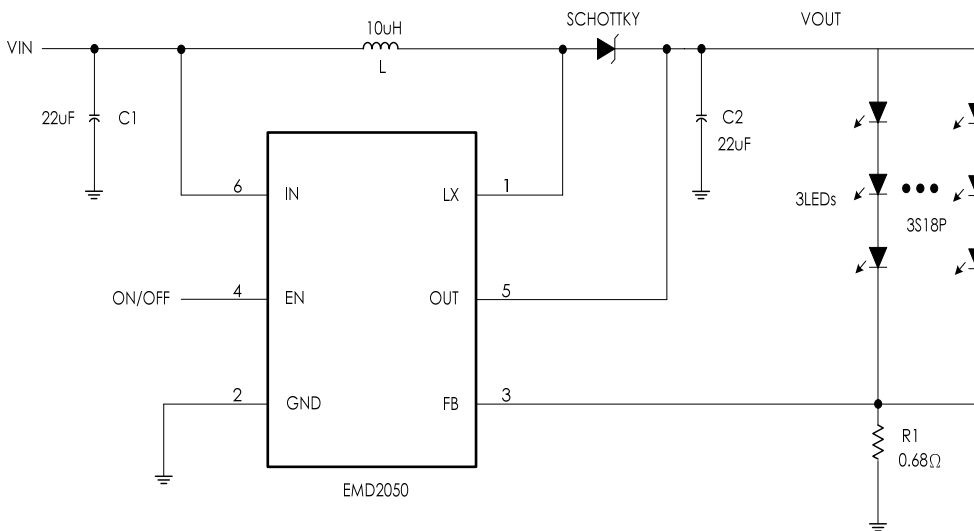 SCHOTTKY
VOUT
VIN
10uH
L
22uF
C1
C2
22uF
6
IN
LX
1
3LEDs
3S18P
ON/OFF
4
EN
OUT
5
2
GND
FB
3
R1
0.68Ω
EMD2050